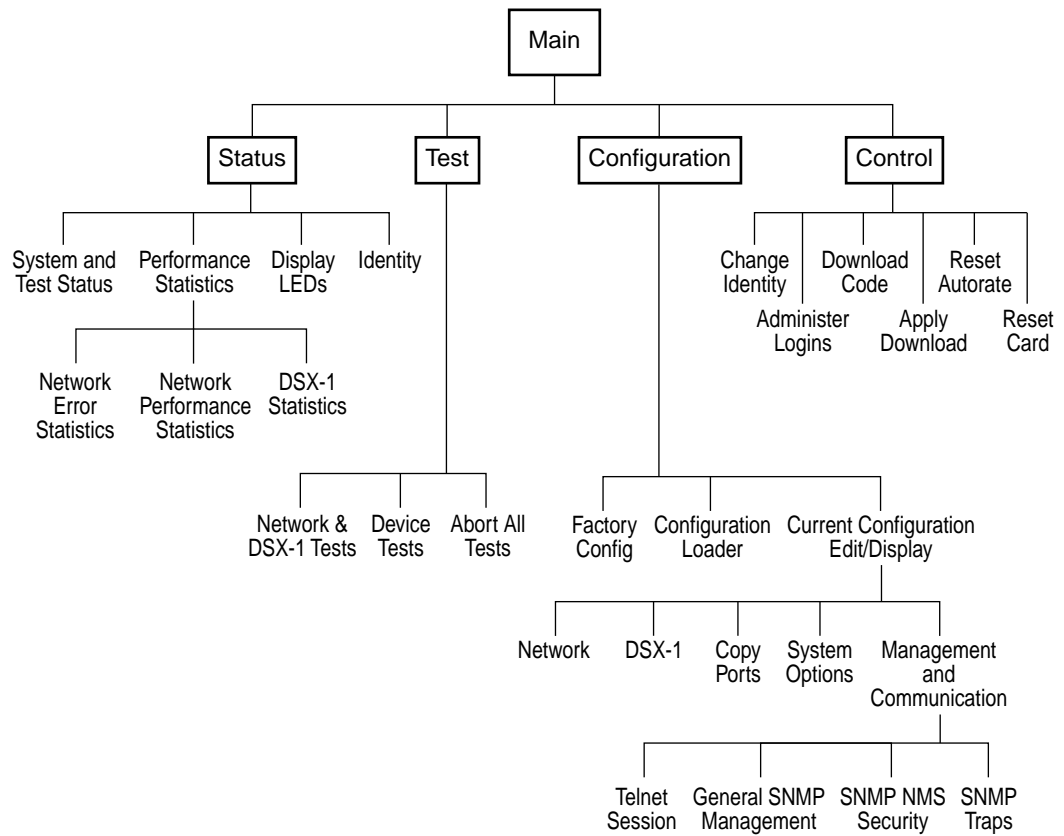 Main
Status
Test
Configuration
Control
System and
Test Status
Performance
Statistics
Display
LEDs
Identity
Change
Identity
Administer
Logins
Download
Code
Apply
Download
Reset
Autorate
Reset
Card
Network
Error
Statistics
Network
Performance
Statistics
DSX-1
Statistics
Network &
DSX-1 Tests
Device
Tests
Abort All
Tests
Factory
Config
Configuration
Loader
Current Configuration
Edit/Display
Network
DSX-1
Copy
Ports
System
Options
Management
and
Communication
Telnet
Session
General SNMP
Management
SNMP NMS
Security
SNMP
Traps